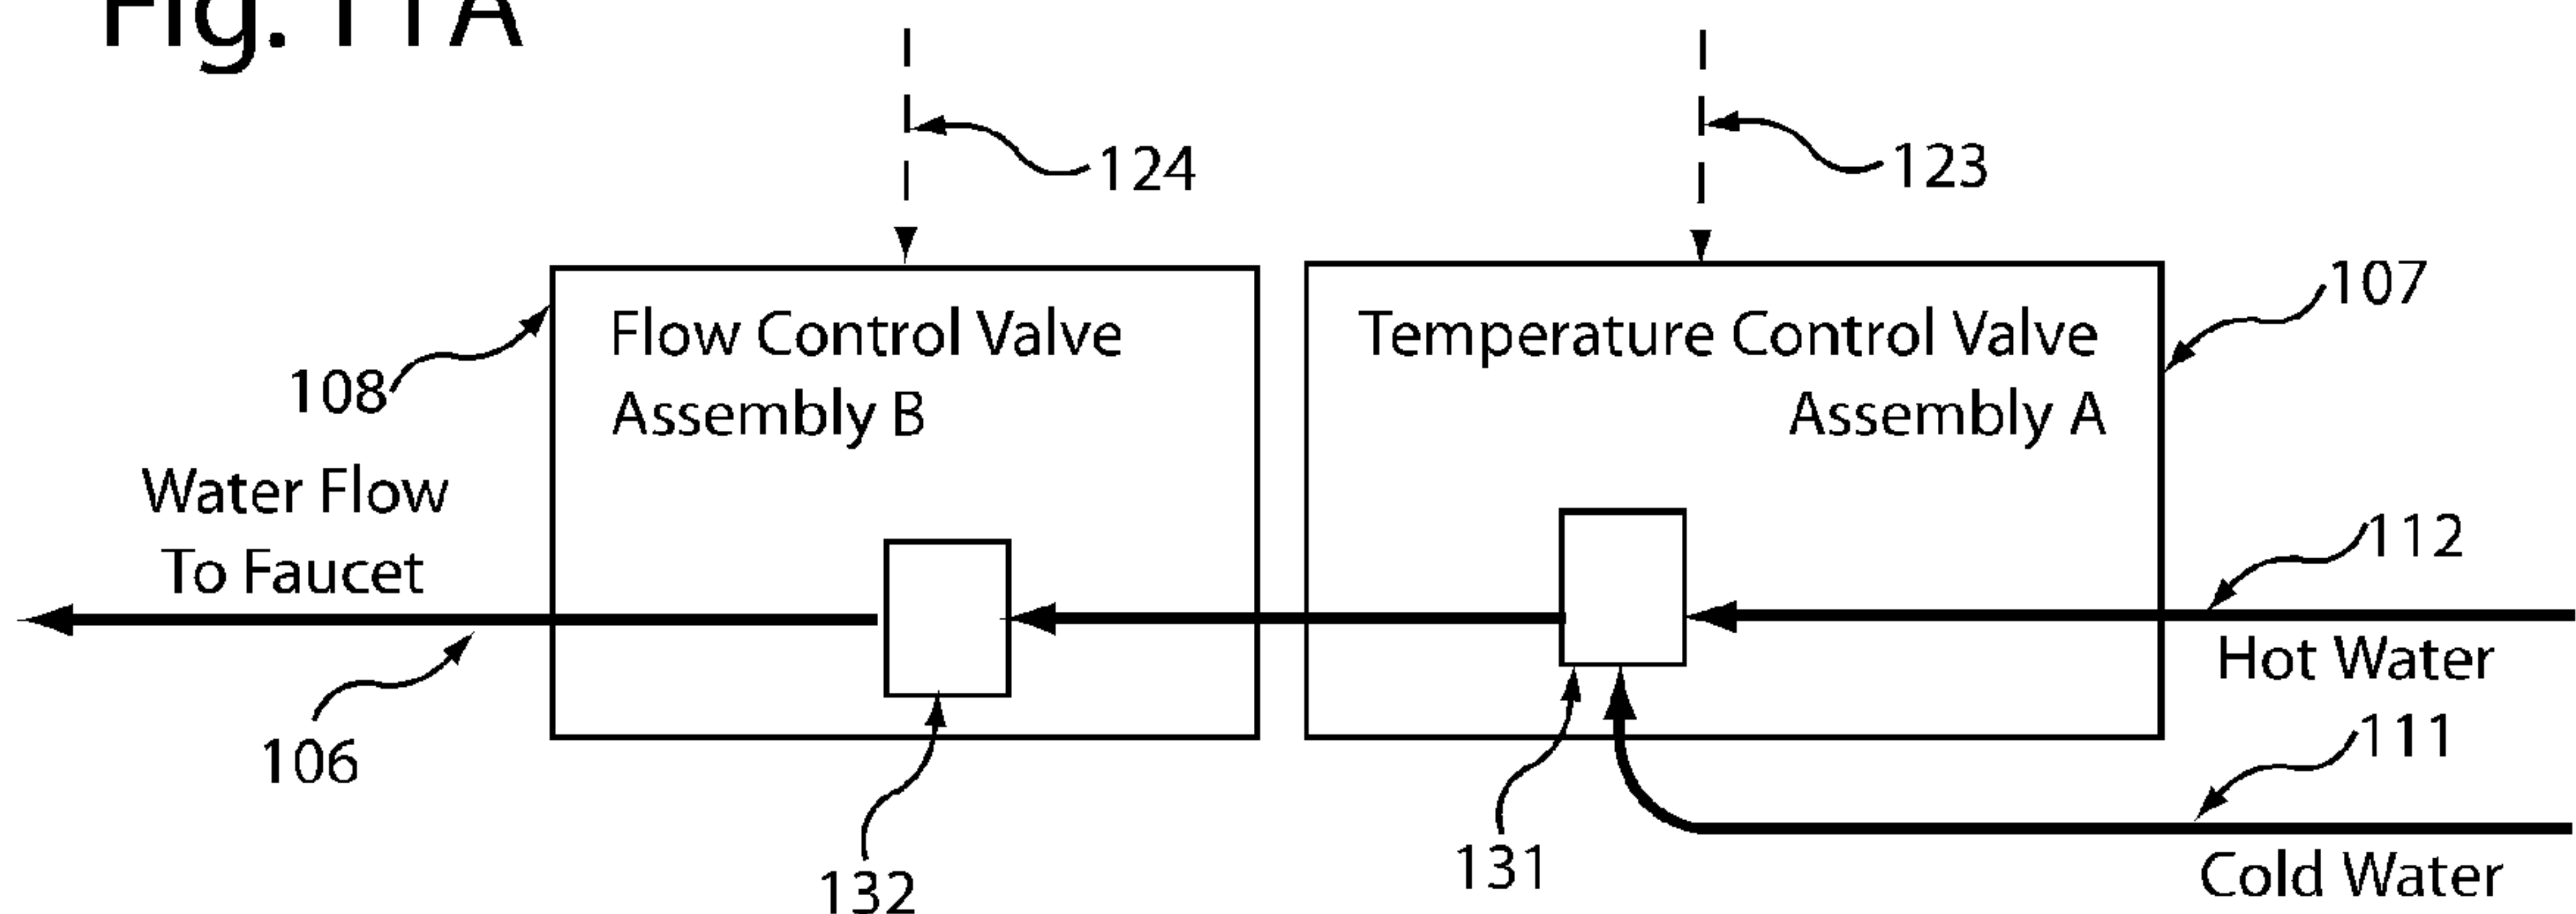 Fig. 11A
124
123
107
Flow Control Valve
Assembly B
Temperature Control Valve
Assembly A
108
Water Flow
To Faucet
112
Hot Water
106
111
132
131
Cold Water